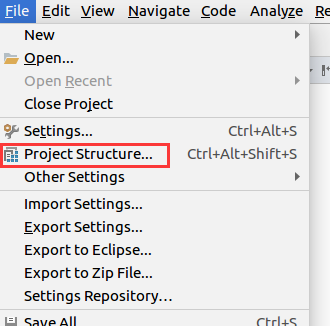 File Edit View Navigate Code Analyze Re
New
Open...
Open Recent
Close Project
Settings... Ctrl+Alt+S
Project Structure... Ctrl+Alt+Shift+S
Other Settings
Import Settings...
Export Settings...
Export to Eclipse...
Export to Zip File...
Settings Repository...
Save All Ctrl+S